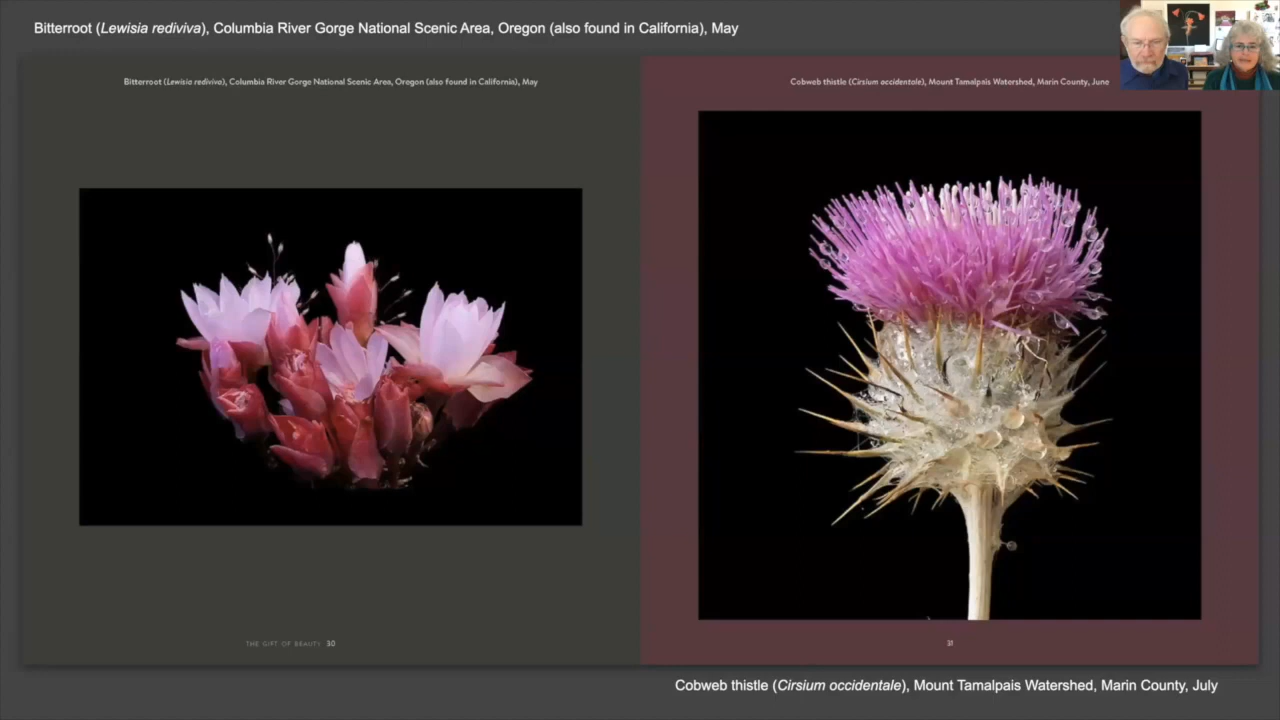 Bitterroot (Lewisia rediviva), Columbia River Gorge National Scenic Area, Oregon (also found in California), May
Bitterroot (Lewisia rediviva), Columbia River Gorge National Scenic Area, Oregon (also found in California), May
Cobweb thistle (Cirsium occidentale), Mount Tamalpais Watershed, Marin County, June
THE GIFT OF BEAUTY 30
31
Cobweb thistle (Cirsium occidentale), Mount Tamalpais Watershed, Marin County, July